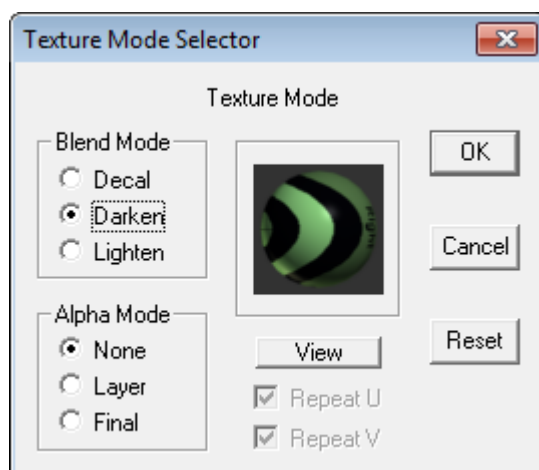 Texture Mode Selector
Texture Mode
Blend Mode
Decal
Darken
Lighten
Alpha Mode
None
Layer
Final
View
Repeat U
Repeat V
OK
Cancel
Reset